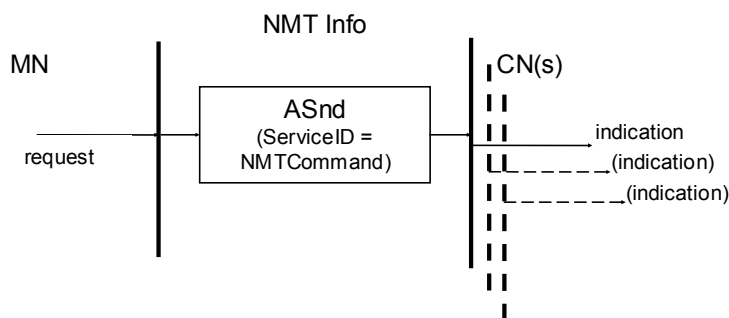 NMT Info
MN
CN(s)
ASnd
(ServiceID =
NMTCommand)
request
indication
(indication)
(indication)